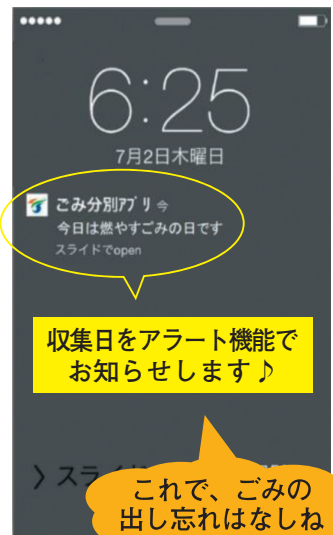 6:25
7月2日木曜日
ごみ分別アプリ 今
今日は燃やすごみの日です
スライドでopen
収集日をアラート機能で
お知らせします♪
〉スラ
これで、ごみの
出し忘れはなしね